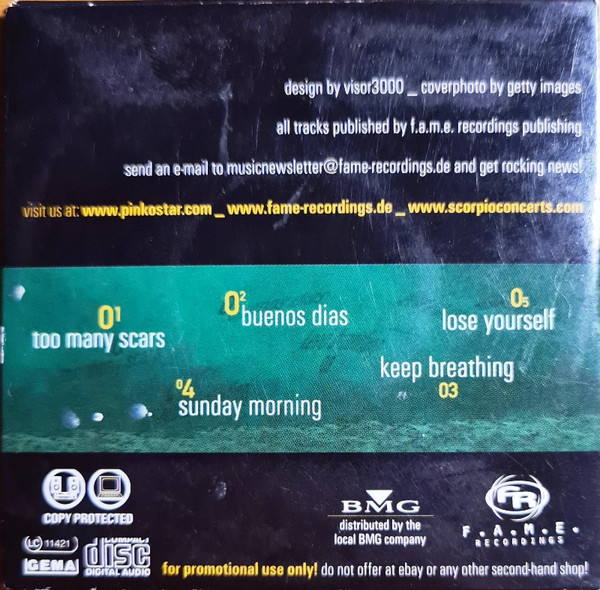 design by visor3000 _ coverphoto by getty images
all tracks published by f.a.m.e. recordings publishing
send an e-mail to musicnewsletter@fame-recordings.de and get rocking news!
visit us at: www.pinkostar.com _ www.fame-recordings.de _ www.scorpioconcerts.com
01
too many scars
02
buenos dias
05
lose yourself
keep breathing
03
04
sunday morning
COPY PROTECTED
LC 11421
GEMA
COMPACT
disc
DIGITAL AUDIO
BMG
distributed by the
local BMG company
FR
F.A.M.E.
RECORDINGS
for promotional use only! do not offer at ebay or any other second-hand shop!